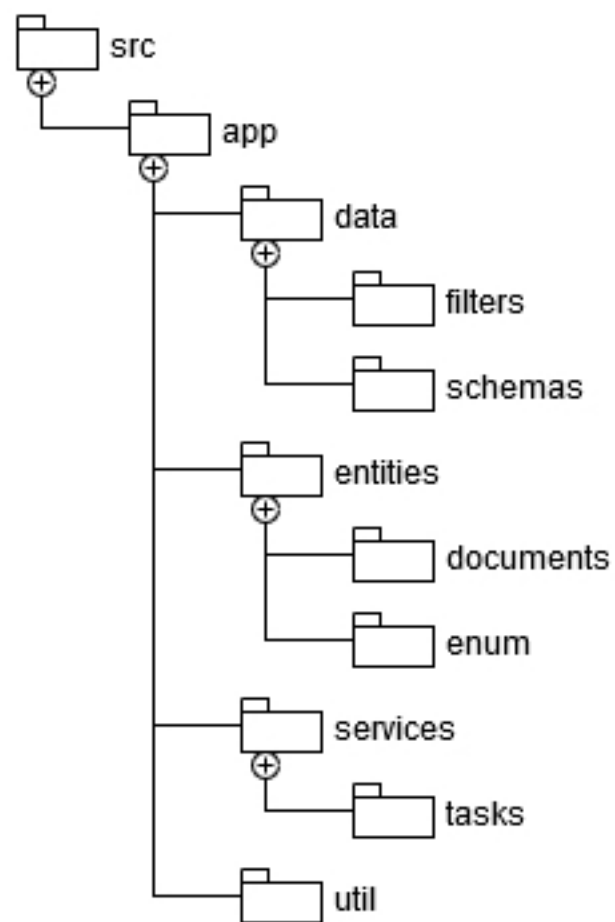 src
app
data
filters
schemas
entities
documents
enum
services
tasks
util